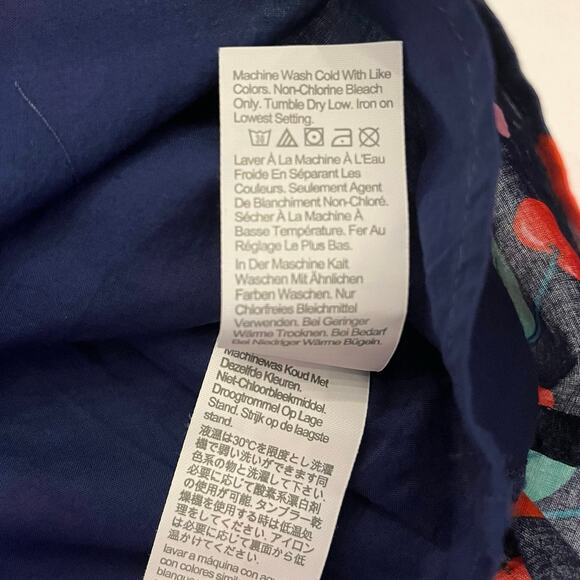 Machine Wash Cold With Like
Colors. Non-Chlorine Bleach
Only. Tumble Dry Low. Iron on
Lowest Setting.
30
Laver À La Machine À L'Eau
Froide En Séparant Les
Couleurs. Seulement Agent
De Blanchiment Non-Chloré.
Sécher À La Machine À
Basse Température. Fer Au
Réglage Le Plus Bas.
In Der Maschine Kalt
Waschen Mit Ähnlichen
Farben Waschen. Nur
Chlorfreies Bleichmittel
Verwenden. Bei Geringer
Wärme Trocknen. Bei Bedarf
Bei Niedriger Wärme Bügeln.
Machinewas Koud Met
Dezelfde Kleuren.
Niet-Chloorbleekmiddel.
Droogtrommel Op Lage
Stand. Strijk op de laagste
stand.
液温は30℃を限度とし洗濯
機で弱い洗いができます同
色系の物と洗濯して下さい。
必要に応じて酸素系漂白剤
の使用が可能。タンブラー乾
燥機を使用する時は低温処
理をしてください。アイロン
は必要に応じて裏面から低
温かけてください。
lavar a máquina con agu
con colores simil
blanque